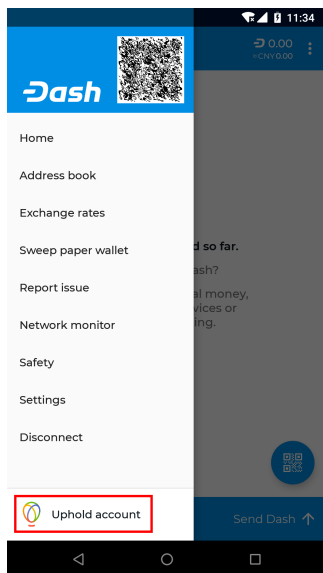 11:34
Dash
0.00
≈CNY 0.00
Home
Address book
Exchange rates
Sweep paper wallet
Report issue
Network monitor
Safety
Settings
Disconnect
d so far.
ash?
al money,
vices or
ing.
Uphold account
Send Dash